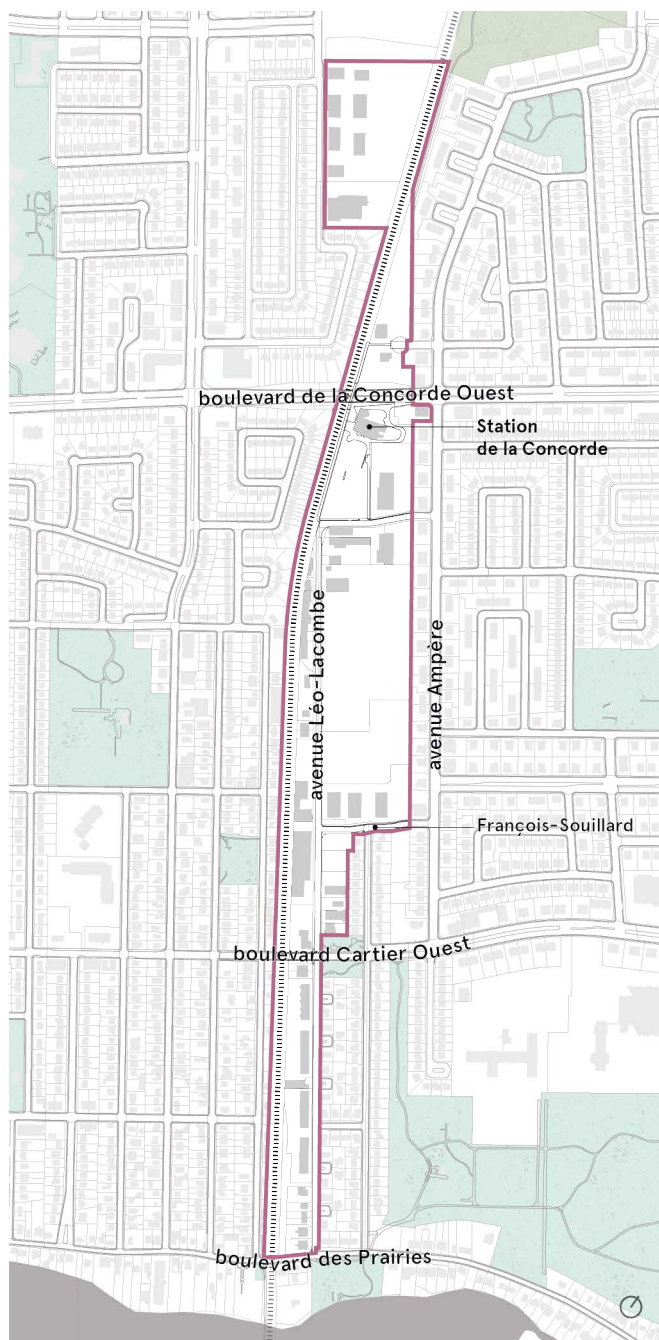 boulevard de la Concorde Ouest
Station
de la Concorde
avenue Léo-Lacombe
avenue Ampère
François-Souillard
boulevard Cartier Ouest
boulevard des Prairies